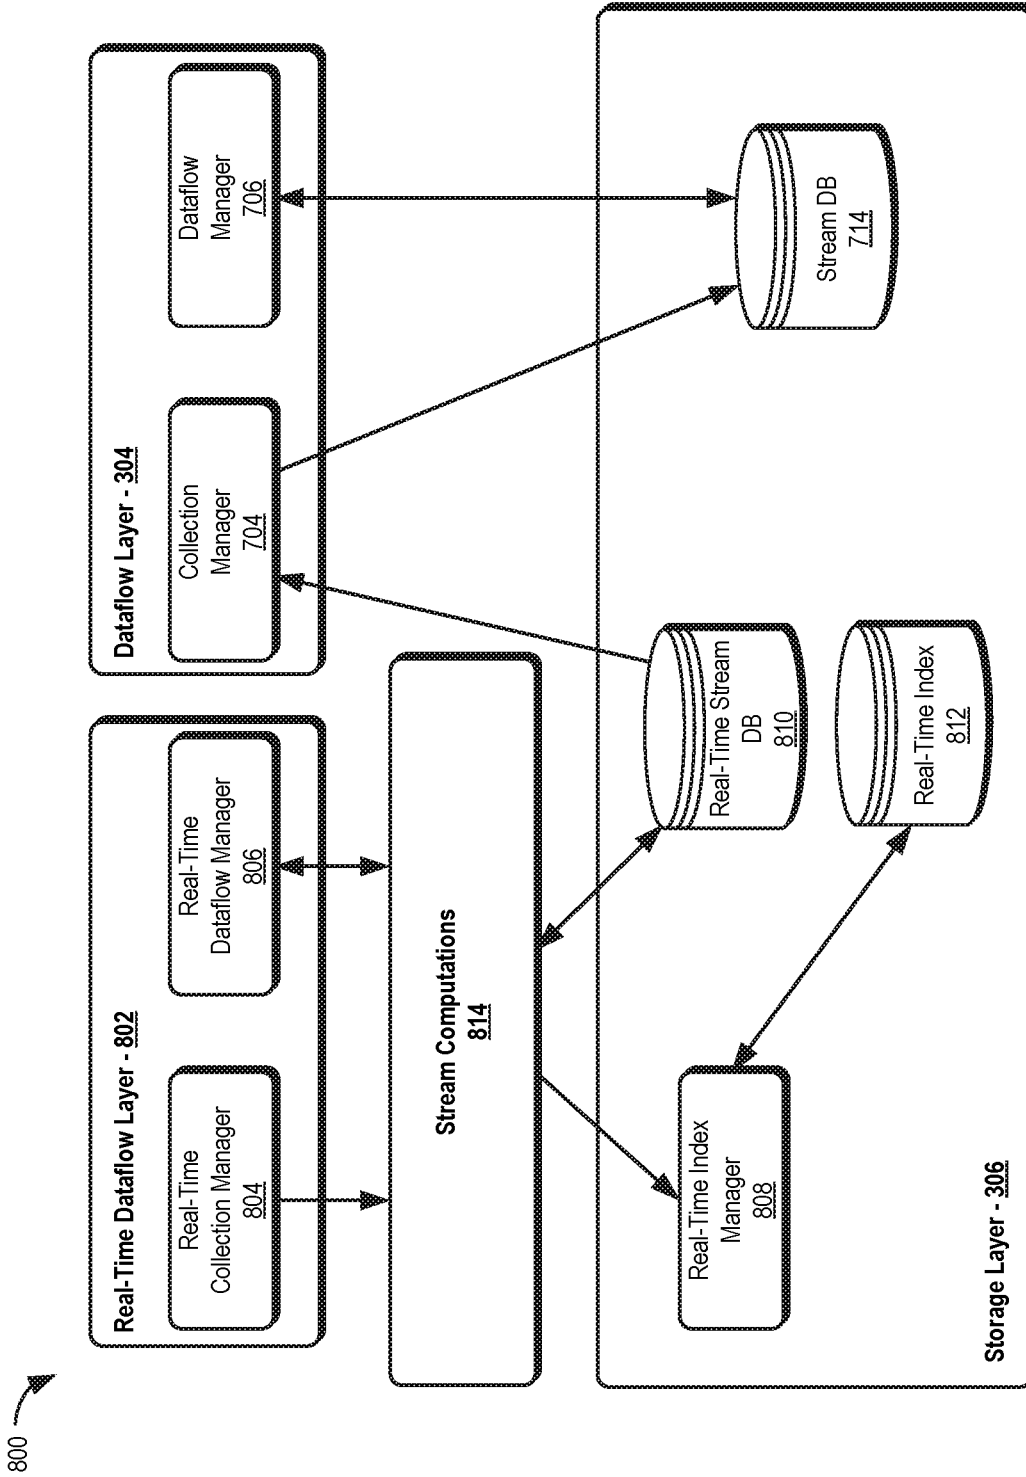 800
Real-Time Dataflow Layer - 802
Real-Time
Collection Manager
804
Real-Time
Dataflow Manager
806
Dataflow Layer - 304
Collection
Manager
704
Dataflow
Manager
706
Stream Computations
814
Real-Time Index
Manager
808
Real-Time Stream
DB
810
Real-Time Index
812
Stream DB
714
Storage Layer - 306